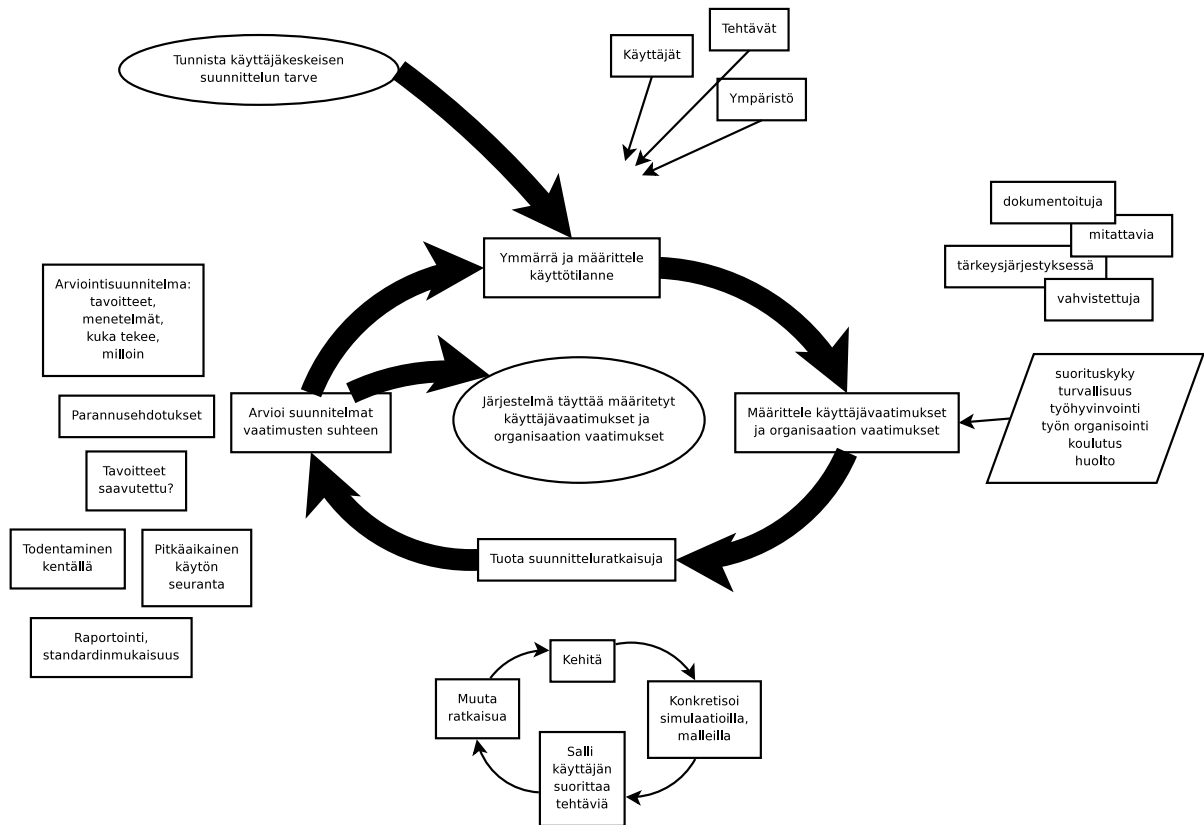 Tunnista käyttäjäkeskeisen
suunnittelun tarve
Tehtävät
Käyttäjät
Ympäristö
dokumentoituja
mitattavia
tärkeysjärjestyksessä
vahvistettuja
Ymmärrä ja määrittele
käyttötilanne
Arviointisuunnitelma:
tavoitteet,
menetelmät,
kuka tekee,
milloin
Parannusehdotukset
Arvioi suunnitelmat
vaatimusten suhteen
Järjestelmä täyttää määritetyt
käyttäjävaatimukset ja
organisaation vaatimukset
Määrittele käyttäjävaatimukset
ja organisaation vaatimukset
suorituskyky
turvallisuus
työhyvinvointi
työn organisointi
koulutus
huolto
Tavoitteet
saavutettu?
Todentaminen
kentällä
Pitkäaikainen
käytön
seuranta
Tuota suunnitteluratkaisuja
Raportointi,
standardinmukaisuus
Kehitä
Muuta
ratkaisua
Konkretisoi
simulaatioilla,
malleilla
Salli
käyttäjän
suorittaa
tehtäviä